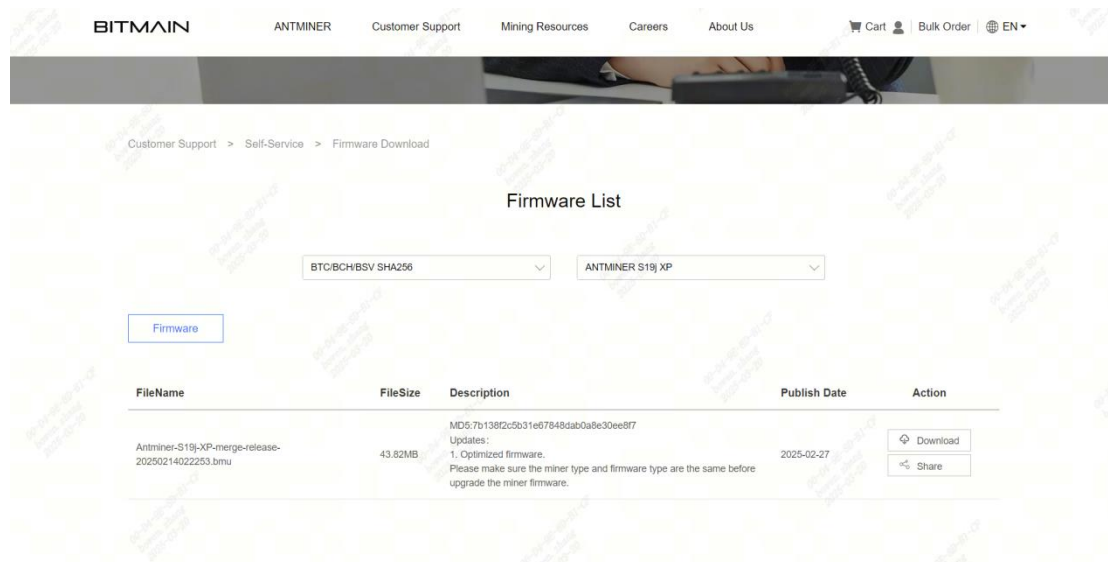 BITMAIN ANTMINER Customer Support Mining Resources Careers About Us Cart Bulk Order EN
Customer Support > Self-Service > Firmware Download
Firmware List
BTC/BCH/BSV SHA256 ANTMINER S19j XP
Firmware
FileName FileSize Description Publish Date Action
Antminer-S19j-XP-merge-release-
20250214022253.bmu
43.82MB
MD5:7b138f2c5b31e67848dab0a8e30ee8f7
Updates:
1. Optimized firmware.
Please make sure the miner type and firmware type are the same before
upgrade the miner firmware.
2025-02-27
Download
Share